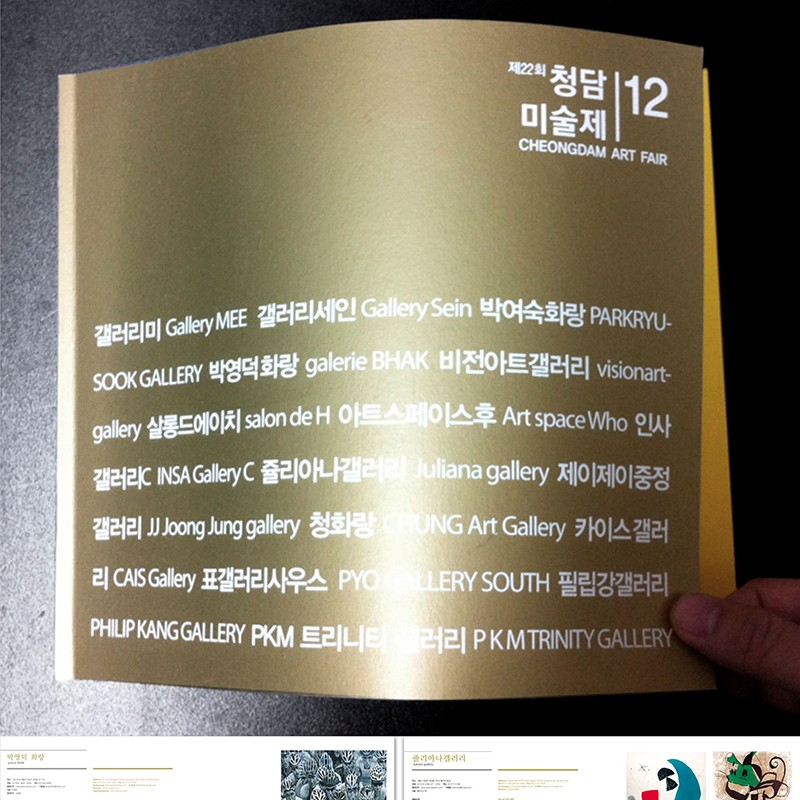 제22회 청담 12
미술제
CHEONGDAM ART FAIR
갤러리미 Gallery MEE 갤러리세인 Gallery Sein 박여숙화랑 PARKRYU-
SOOK GALLERY 박영덕화랑 galerie BHAK 비전아트갤러리 visionart-
gallery 살롱드에이치 salon de H 아트스페이스후 Art space Who 인사
갤러리C INSA Gallery C 쥴리아나갤러리 Juliana gallery 제이제이중정
갤러리 JJ Joong Jung gallery 청화랑 CHUNG Art Gallery 카이스갤러
리 CAIS Gallery 표갤러리사우스 PYO GALLERY SOUTH 필립강갤러리
PHILIP KANG GALLERY PKM 트리니티 갤러리 PKM TRINITY GALLERY
박영덕 화랑
쥴리아나갤러리